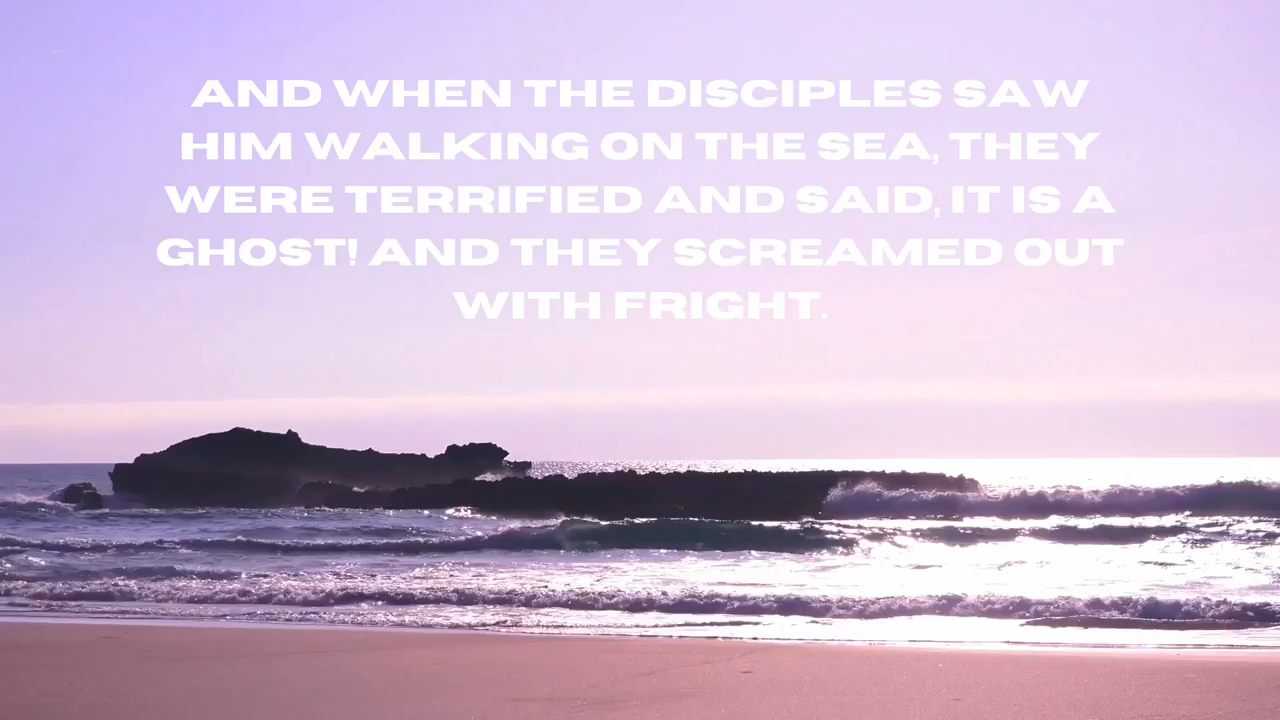 AND WHEN THE DISCIPLES SAW
HIM WALKING ON THE SEA, THEY
WERE TERRIFIED AND SAID, IT IS A
GHOST! AND THEY SCREAMED OUT
WITH FRIGHT.